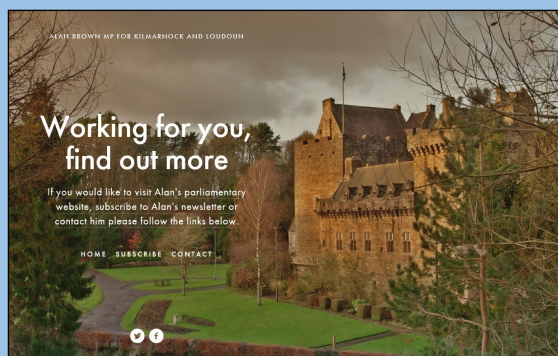 ALAN BROWN MP FOR KILMARNOCK AND LOUDOUN
Working for you,
find out more
If you would like to visit Alan's parliamentary
website, subscribe to Alan's newsletter or
contact him please follow the links below.
HOME SUBSCRIBE CONTACT